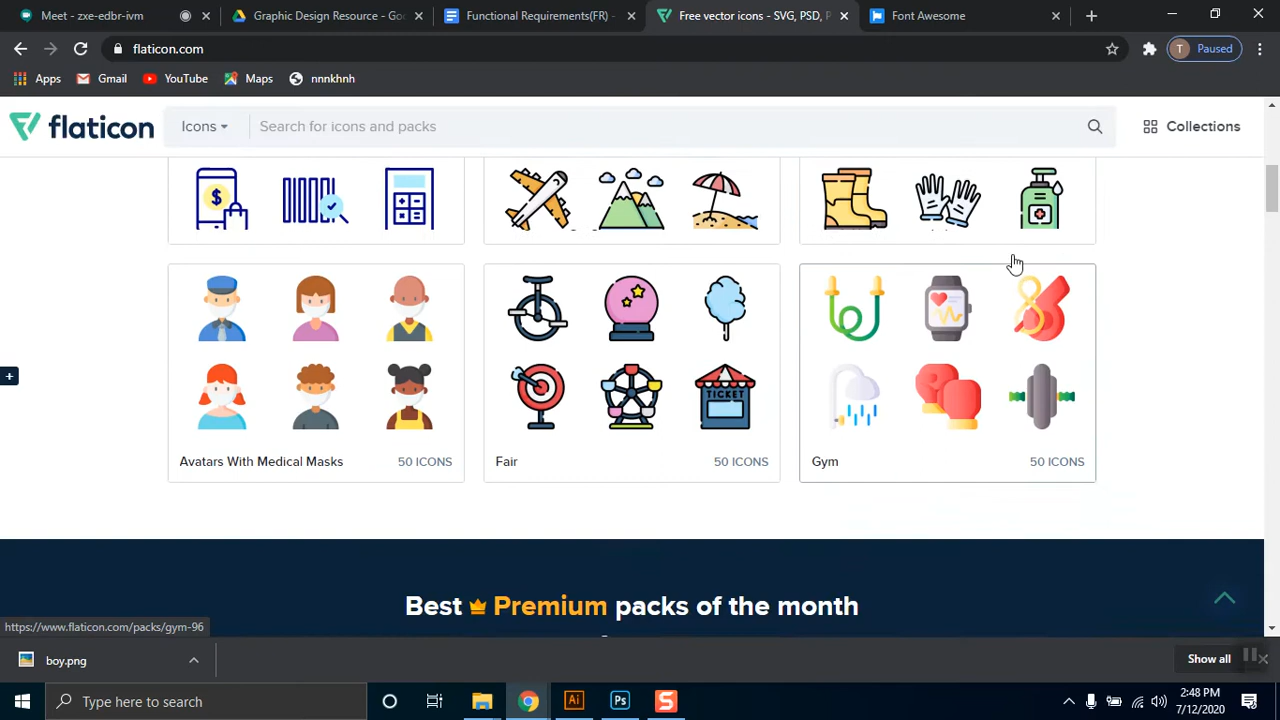 Meet - zxe-edbr-ivm
Graphic Design Resource - Go
Functional Requirements(FR) -
Free vector icons - SVG, PSD, P
Font Awesome
flaticon.com
T Paused
Apps
Gmail
YouTube
Maps
nnnkhnh
flaticon
Icons
Search for icons and packs
Collections
Avatars With Medical Masks
50 ICONS
Fair
50 ICONS
TICKET
Gym
50 ICONS
Best Premium packs of the month
https://www.flaticon.com/packs/gym-96
boy.png
Show all
Type here to search
Ai
Ps
S
2:48 PM
7/12/2020